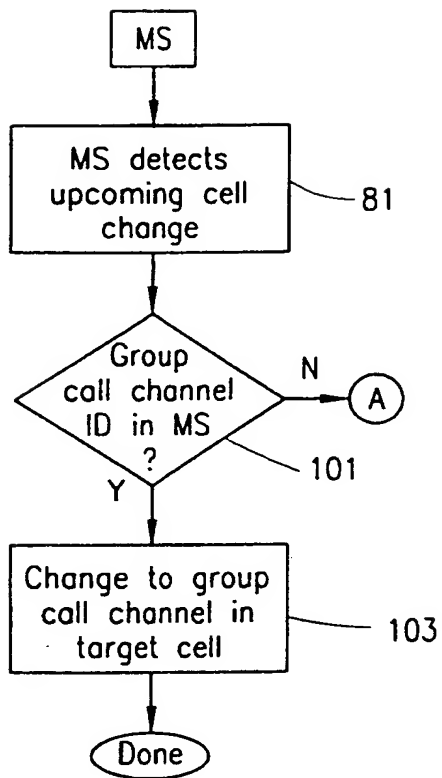 MS
MS detects
upcoming cell
change
81
Group
call channel
ID in MS
?
N
A
101
Y
Change to group
call channel in
target cell
103
Done